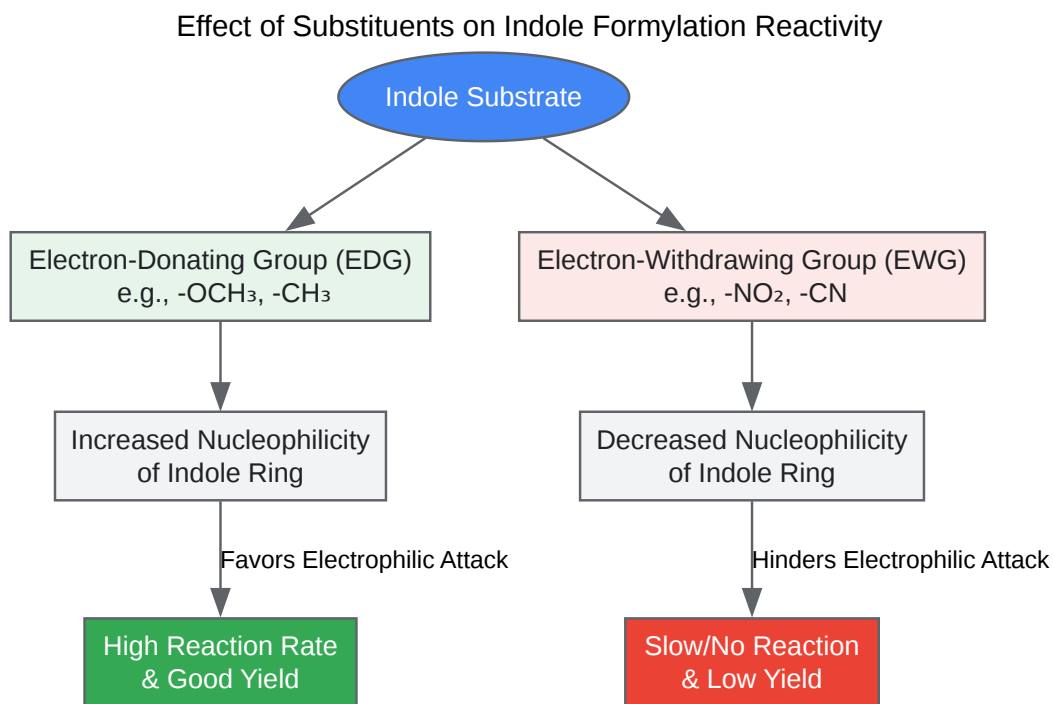 Effect of Substituents on Indole Formylation Reactivity
Indole Substrate
Electron-Donating Group (EDG)
e.g., -OCH₃, -CH₃
Electron-Withdrawing Group (EWG)
e.g., -NO₂, -CN
Increased Nucleophilicity
of Indole Ring
Decreased Nucleophilicity
of Indole Ring
Favors Electrophilic Attack
Hinders Electrophilic Attack
High Reaction Rate
& Good Yield
Slow/No Reaction
& Low Yield